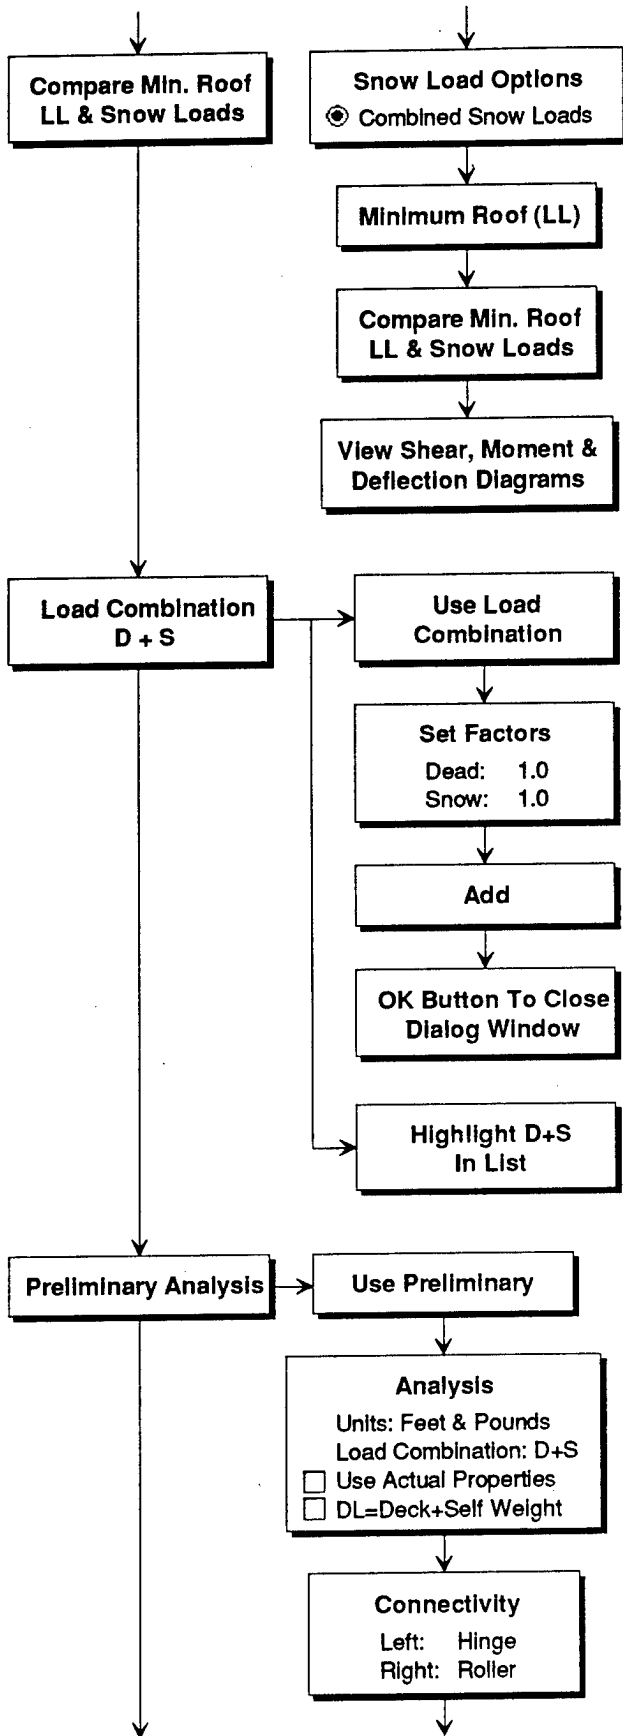 Compare Min. Roof
LL & Snow Loads
Snow Load Options
Combined Snow Loads
Minimum Roof (LL)
Compare Min. Roof
LL & Snow Loads
View Shear, Moment &
Deflection Diagrams
Load Combination
D + S
Use Load
Combination
Set Factors
Dead: 1.0
Snow: 1.0
Add
OK Button To Close
Dialog Window
Highlight D+S
In List
Preliminary Analysis
Use Preliminary
Analysis
Units: Feet & Pounds
Load Combination: D+S
Use Actual Properties
DL=Deck+Self Weight
Connectivity
Left: Hinge
Right: Roller